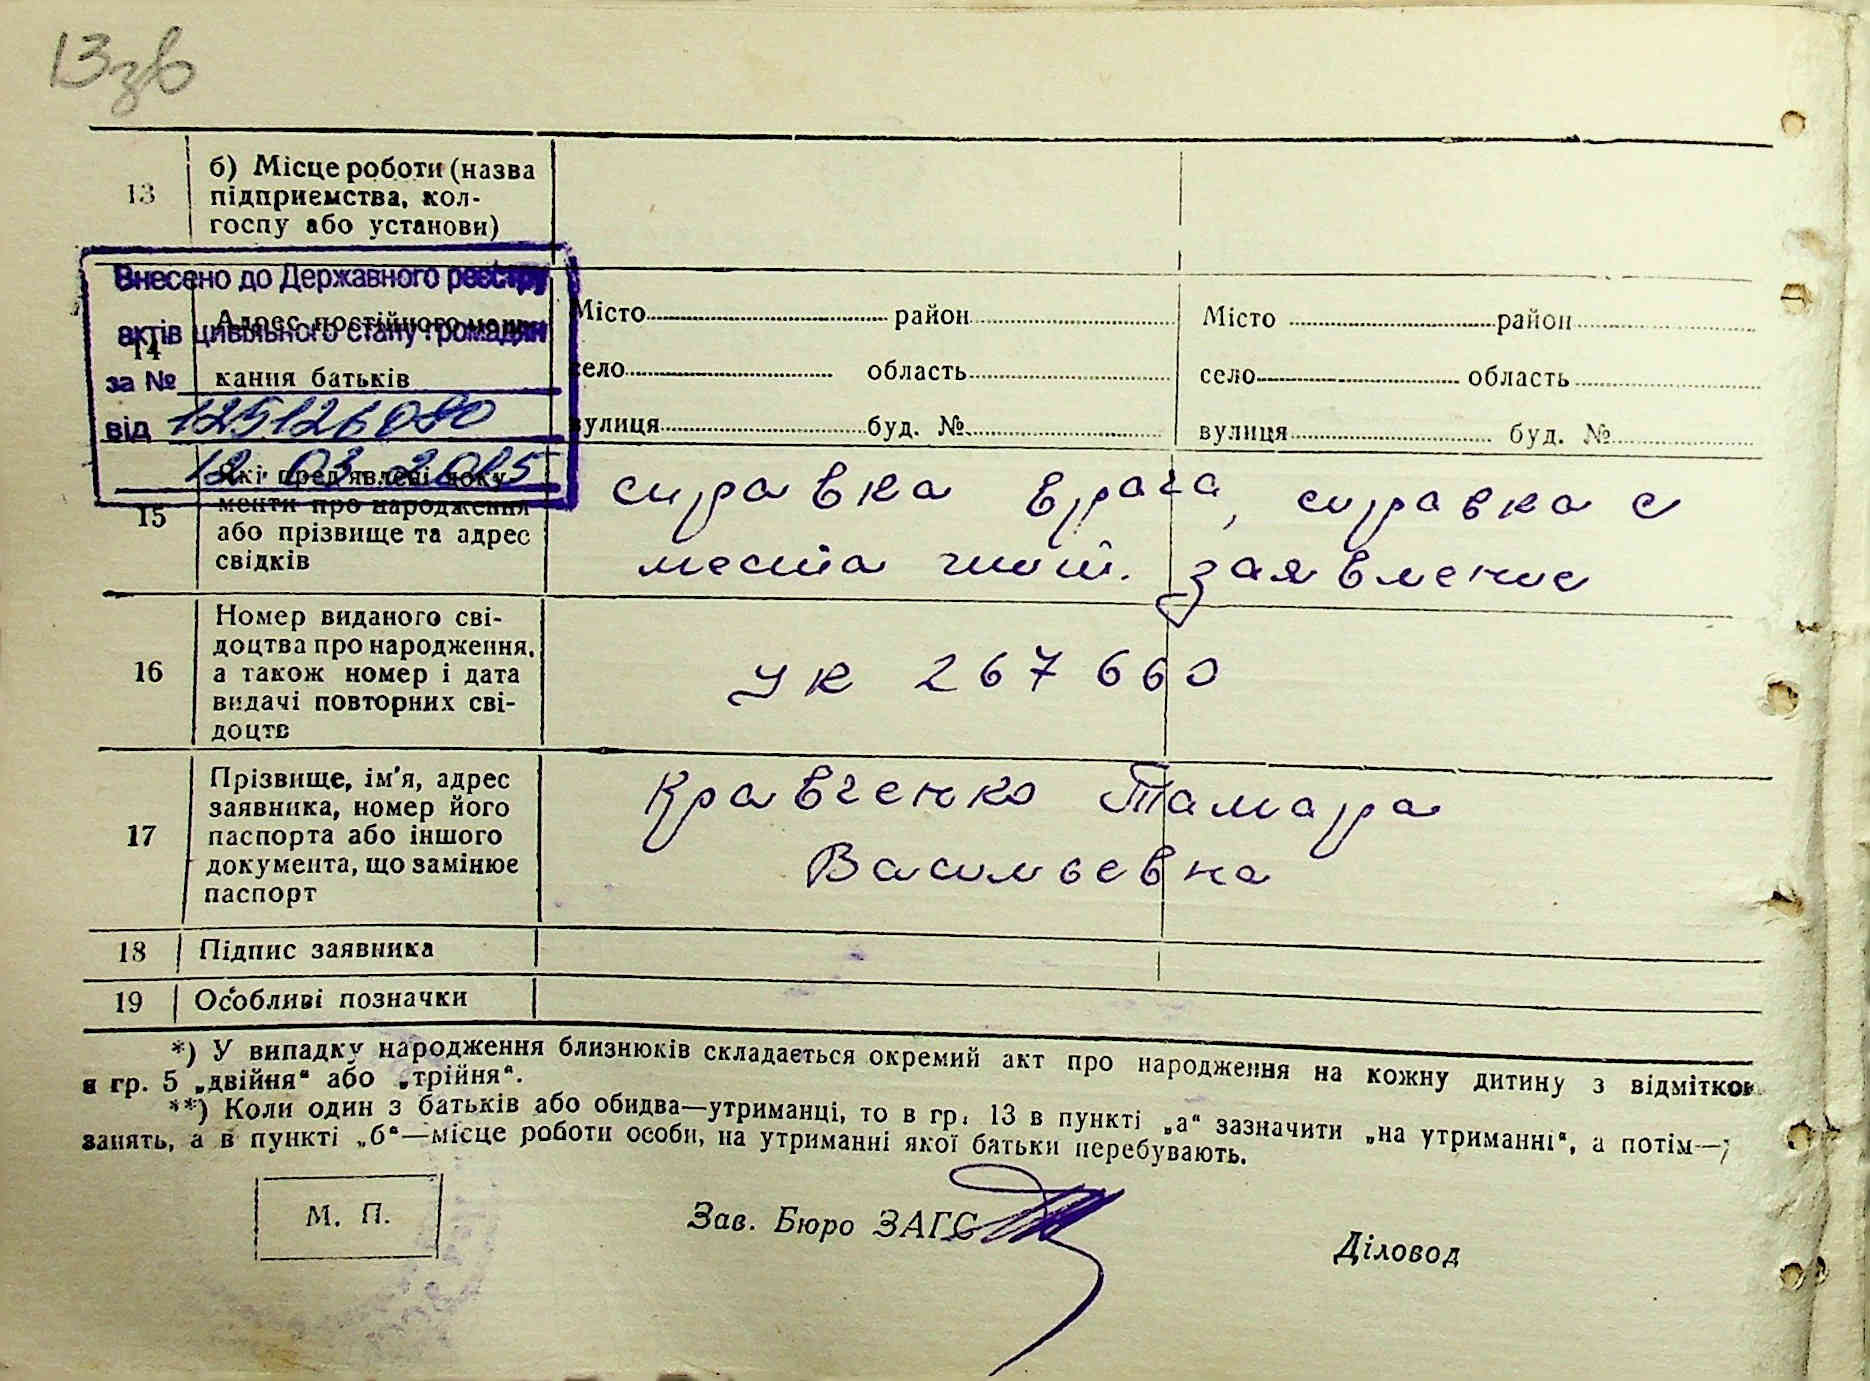 13зв
13
б) Місце роботи (назва
підприємства, кол-
госпу або установи)
Внесено до Державного реєстру
актів цивільного стану громадян
за №
від 125126080
12.03.2015
14
Адрес постійного меш-
кання батьків
Місто район
село область
вулиця буд. №
Місто район
село область
вулиця буд. №
15
Які пред'явлені доку-
менти про народження
або прізвище та адрес
свідків
справка врача, справка с
места жит. заявление
16
Номер виданого сві-
доцтва про народження,
а також номер і дата
видачі повторних сві-
доцтв
УК 267660
17
Прізвище, ім'я, адрес
заявника, номер його
паспорта або іншого
документа, що замінює
паспорт
Кравченко Тамара
Васильевна
18 Підпис заявника
19 Особливі позначки
*) У випадку народження близнюків складається окремий акт про народження на кожну дитину з відміткою
в гр. 5 „двійня“ або „трійня“.
**) Коли один з батьків або обидва—утриманці, то в гр. 13 в пункті „а“ зазначити „на утриманні“, а потім—
занять, а в пункті „б“—місце роботи особи, на утриманні якої батьки перебувають.
М. П.
Зав. Бюро ЗАГС
Діловод